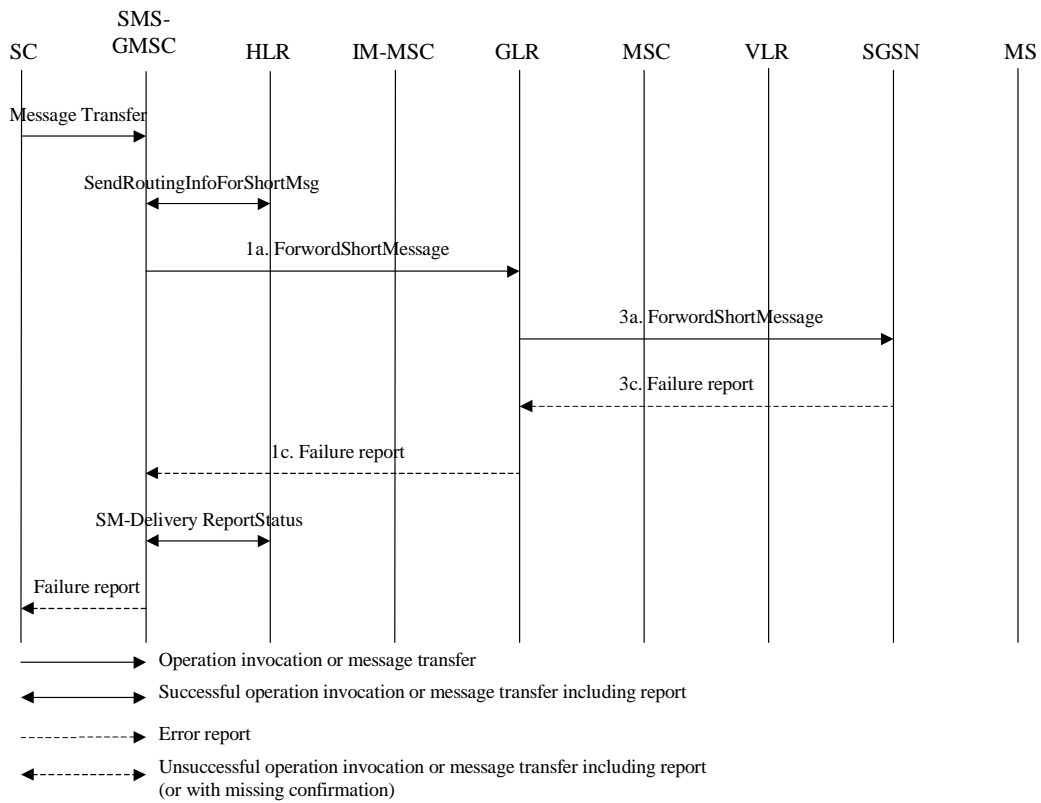 SMS-
GMSC
SC
HLR
IM-MSC
GLR
MSC
VLR
SGSN
MS
Message Transfer
SendRoutingInfoForShortMsg
1a. ForwordShortMessage
3a. ForwordShortMessage
3c. Failure report
1c. Failure report
SM-Delivery ReportStatus
Failure report
Operation invocation or message transfer
Successful operation invocation or message transfer including report
Error report
Unsuccessful operation invocation or message transfer including report
(or with missing confirmation)